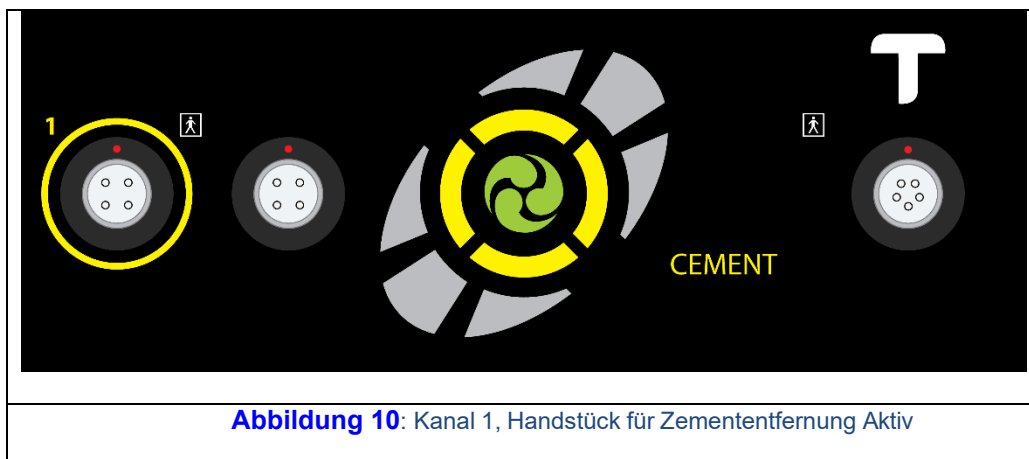 1
T
CEMENT
Abbildung 10: Kanal 1, Handstück für Zemententfernung Aktiv